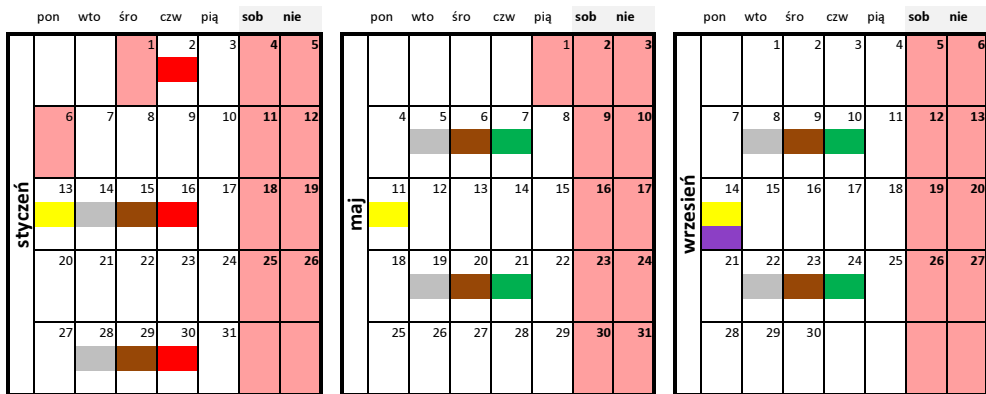 pon wto śro czw pią sob nie
styczeń
1 2 3 4 5
6 7 8 9 10 11 12
13 14 15 16 17 18 19
20 21 22 23 24 25 26
27 28 29 30 31
pon wto śro czw pią sob nie
maj
1 2 3
4 5 6 7 8 9 10
11 12 13 14 15 16 17
18 19 20 21 22 23 24
25 26 27 28 29 30 31
pon wto śro czw pią sob nie
wrzesień
1 2 3 4 5 6
7 8 9 10 11 12 13
14 15 16 17 18 19 20
21 22 23 24 25 26 27
28 29 30